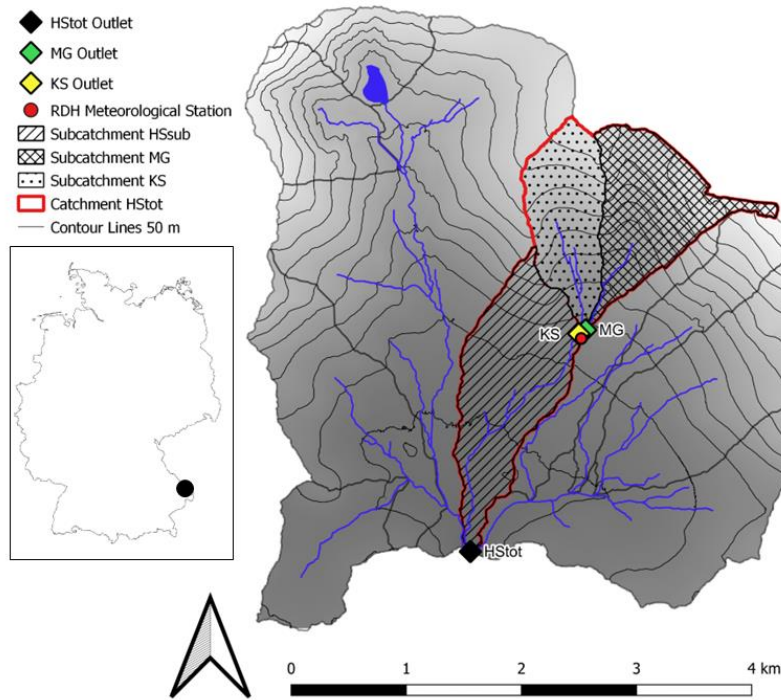 HStot Outlet
MG Outlet
KS Outlet
RDH Meteorological Station
Subcatchment HSsub
Subcatchment MG
Subcatchment KS
Catchment HStot
Contour Lines 50 m
KS
MG
HStot
0 1 2 3 4 km